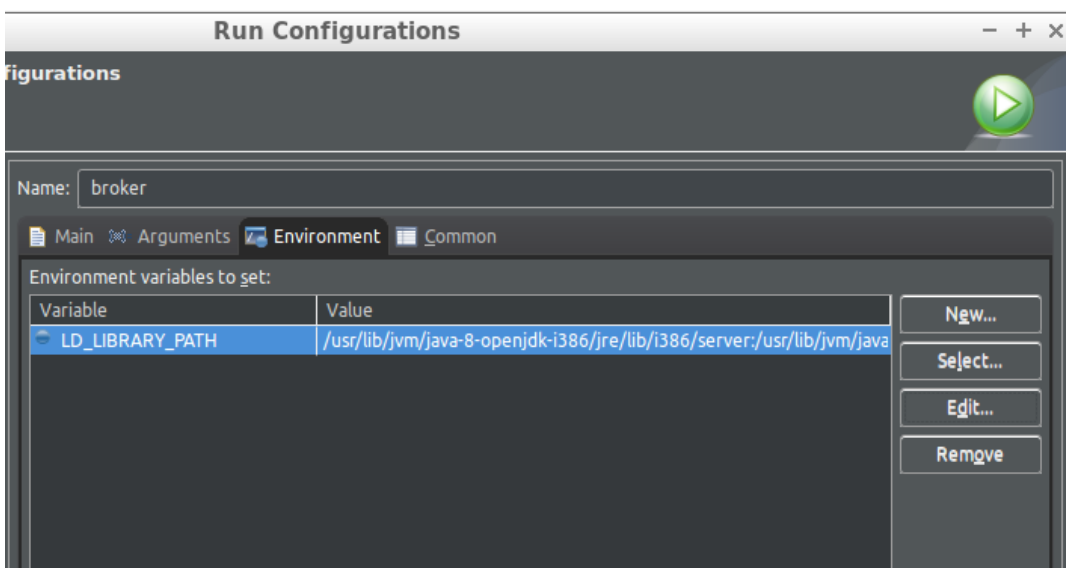 Run Configurations
figurations
Name: broker
Main Arguments Environment Common
Environment variables to set:
Variable Value
LD_LIBRARY_PATH /usr/lib/jvm/java-8-openjdk-i386/jre/lib/i386/server:/usr/lib/jvm/java
New...
Select...
Edit...
Remove